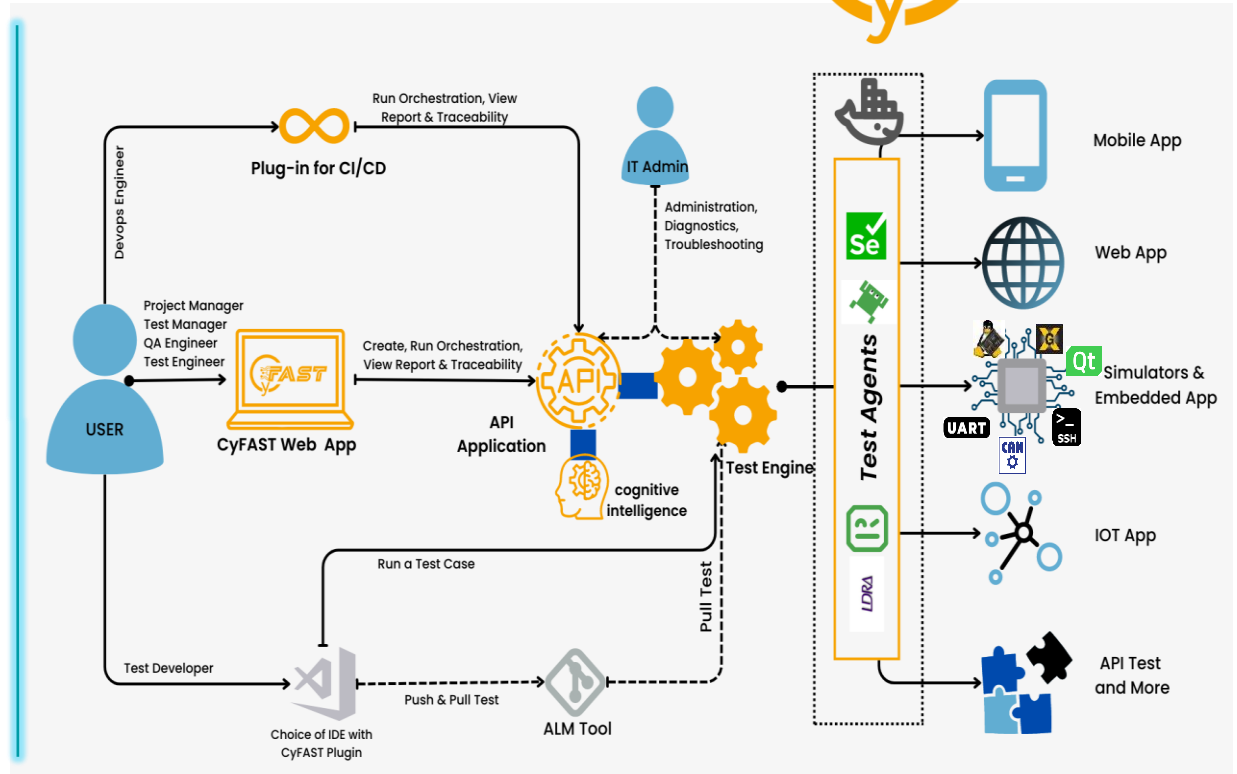 Run Orchestration, View
Report & Traceability
Plug-in for CI/CD
Devops Engineer
IT Admin
Administration,
Diagnostics,
Troubleshooting
Mobile App
Se
Web App
Project Manager
Test Manager
QA Engineer
Test Engineer
FAST
Create, Run Orchestration,
View Report & Traceability
API
CyFAST Web App
USER
API
Application
Test Engine
cognitive
intelligence
Test Agents
G
Qt
Simulators &
Embedded App
UART
>_
SSH
CAN
IOT App
Run a Test Case
Pull Test
LDRA
Test Developer
Push & Pull Test
ALM Tool
Choice of IDE with
CyFAST Plugin
API Test
and More